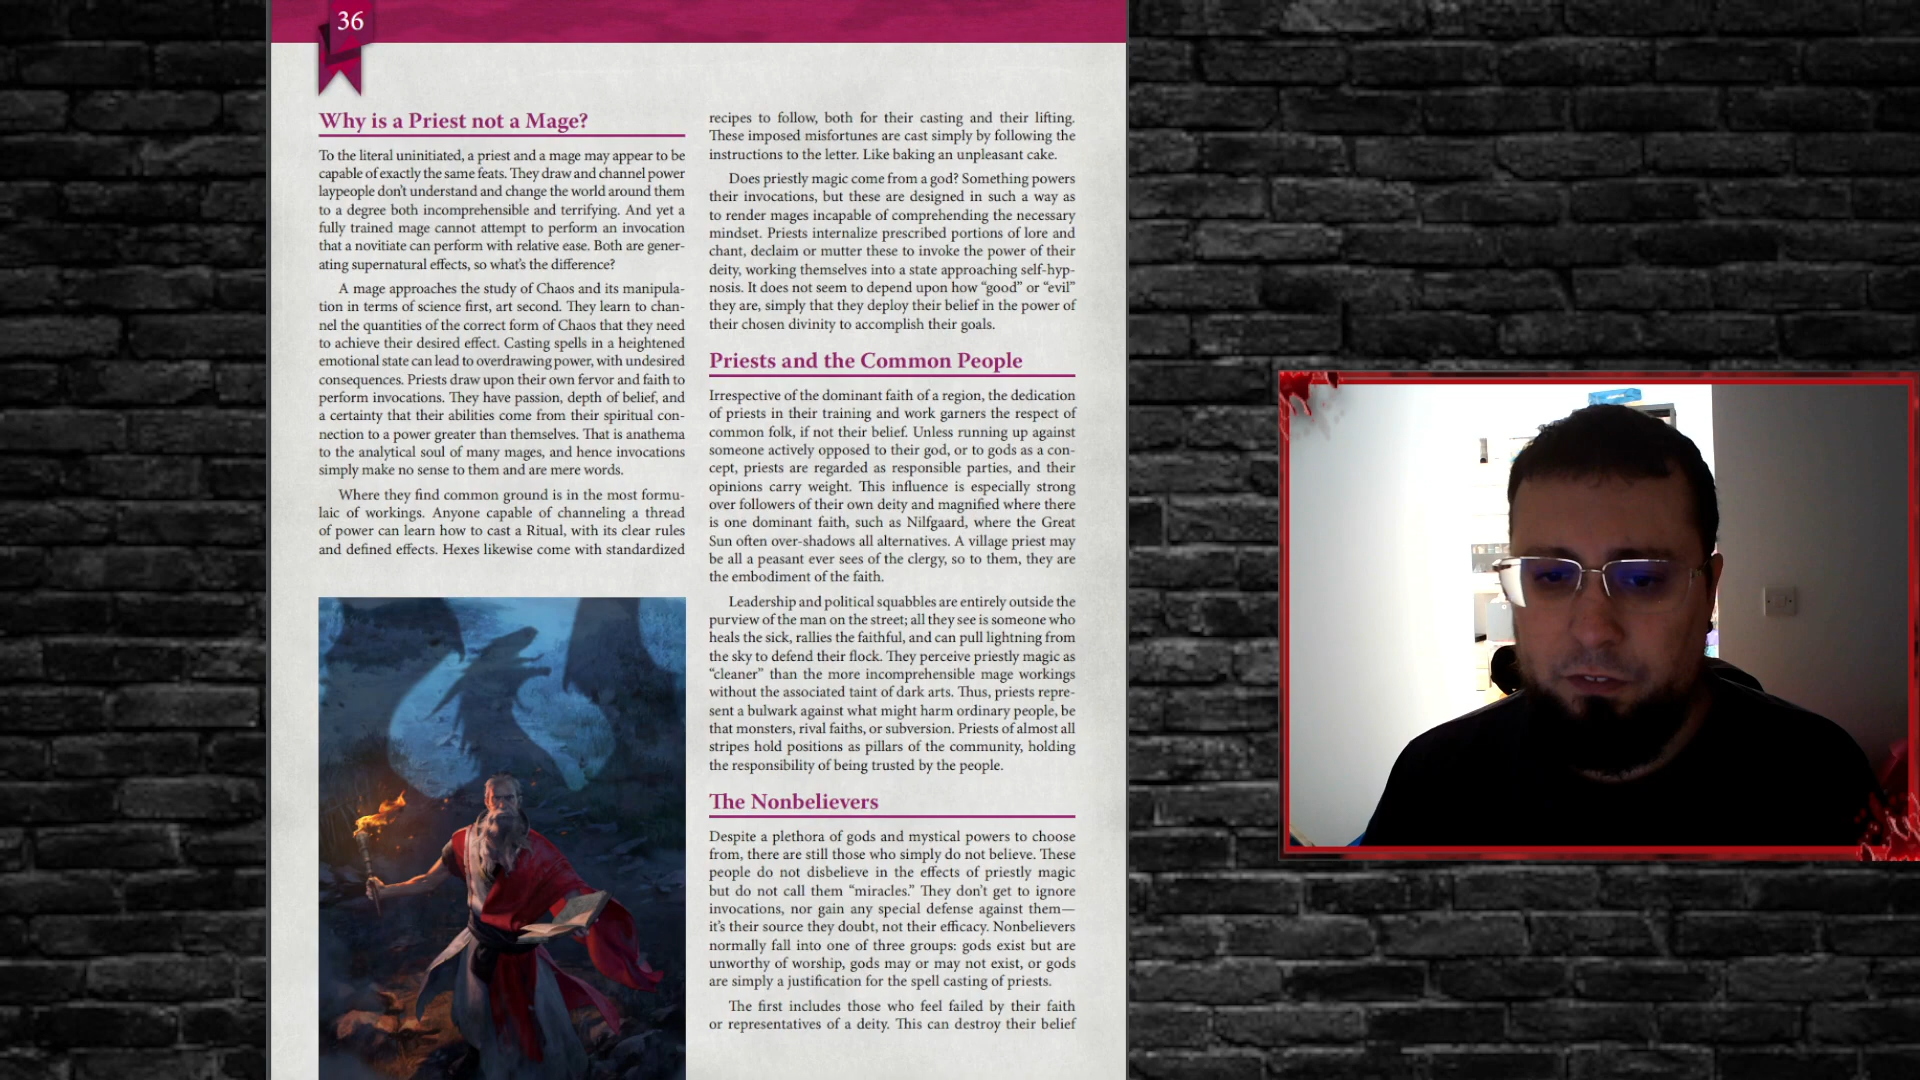 36
Why is a Priest not a Mage?
To the literal uninitiated, a priest and a mage may appear to be
capable of exactly the same feats. They draw and channel power
laypeople don't understand and change the world around them
to a degree both incomprehensible and terrifying. And yet a
fully trained mage cannot attempt to perform an invocation
that a novitiate can perform with relative ease. Both are gener-
ating supernatural effects, so what's the difference?
A mage approaches the study of Chaos and its manipula-
tion in terms of science first, art second. They learn to chan-
nel the quantities of the correct form of Chaos that they need
to achieve their desired effect. Casting spells in a heightened
emotional state can lead to overdrawing power, with undesired
consequences. Priests draw upon their own fervor and faith to
perform invocations. They have passion, depth of belief, and
a certainty that their abilities come from their spiritual con-
nection to a power greater than themselves. That is anathema
to the analytical soul of many mages, and hence invocations
simply make no sense to them and are mere words.
Where they find common ground is in the most formu-
laic of workings. Anyone capable of channeling a thread
of power can learn how to cast a Ritual, with its clear rules
and defined effects. Hexes likewise come with standardized
recipes to follow, both for their casting and their lifting.
These imposed misfortunes are cast simply by following the
instructions to the letter. Like baking an unpleasant cake.
Does priestly magic come from a god? Something powers
their invocations, but these are designed in such a way as
to render mages incapable of comprehending the necessary
mindset. Priests internalize prescribed portions of lore and
chant, declaim or mutter these to invoke the power of their
deity, working themselves into a state approaching self-hyp-
nosis. It does not seem to depend upon how "good" or "evil"
they are, simply that they deploy their belief in the power of
their chosen divinity to accomplish their goals.
Priests and the Common People
Irrespective of the dominant faith of a region, the dedication
of priests in their training and work garners the respect of
common folk, if not their belief. Unless running up against
someone actively opposed to their god, or to gods as a con-
cept, priests are regarded as responsible parties, and their
opinions carry weight. This influence is especially strong
over followers of their own deity and magnified where there
is one dominant faith, such as Nilfgaard, where the Great
Sun often over-shadows all alternatives. A village priest may
be all a peasant ever sees of the clergy, so to them, they are
the embodiment of the faith.
Leadership and political squabbles are entirely outside the
purview of the man on the street; all they see is someone who
heals the sick, rallies the faithful, and can pull lightning from
the sky to defend their flock. They perceive priestly magic as
"cleaner" than the more incomprehensible mage workings
without the associated taint of dark arts. Thus, priests repre-
sent a bulwark against what might harm ordinary people, be
that monsters, rival faiths, or subversion. Priests of almost all
stripes hold positions as pillars of the community, holding
the responsibility of being trusted by the people.
The Nonbelievers
Despite a plethora of gods and mystical powers to choose
from, there are still those who simply do not believe. These
people do not disbelieve in the effects of priestly magic
but do not call them "miracles." They don't get to ignore
invocations, nor gain any special defense against them—
it's their source they doubt, not their efficacy. Nonbelievers
normally fall into one of three groups: gods exist but are
unworthy of worship, gods may or may not exist, or gods
are simply a justification for the spell casting of priests.
The first includes those who feel failed by their faith
or representatives of a deity. This can destroy their belief